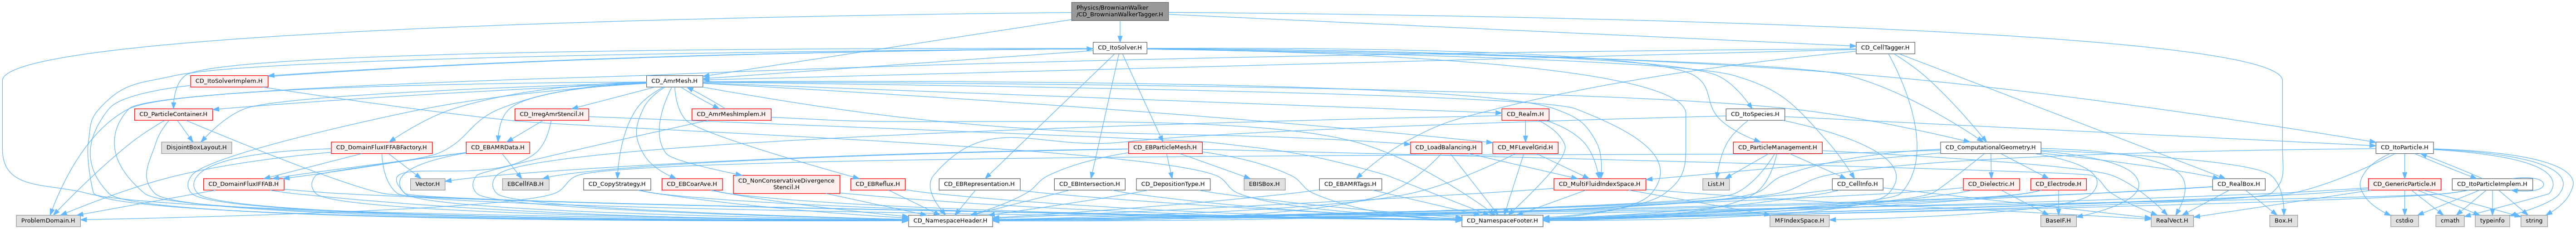 Physics/BrownianWalker
/CD_BrownianWalkerTagger.H
CD_ItoSolver.H
CD_CellTagger.H
CD_ItoSolverImplem.H
CD_AmrMesh.H
CD_ParticleContainer.H
CD_IrregAmrStencil.H
CD_AmrMeshImplem.H
CD_Realm.H
CD_ItoSpecies.H
DisjointBoxLayout.H
CD_DomainFluxIFFABFactory.H
CD_EBAMRData.H
CD_EBParticleMesh.H
CD_LoadBalancing.H
CD_MFLevelGrid.H
CD_ParticleManagement.H
CD_ComputationalGeometry.H
CD_ItoParticle.H
CD_DomainFluxIFFAB.H
Vector.H
EBCellFAB.H
CD_CopyStrategy.H
CD_EBCoarAve.H
CD_NonConservativeDivergence
Stencil.H
CD_EBReflux.H
CD_EBRepresentation.H
CD_EBIntersection.H
CD_DepositionType.H
EBISBox.H
CD_EBAMRTags.H
CD_MultiFluidIndexSpace.H
List.H
CD_CellInfo.H
CD_Dielectric.H
CD_Electrode.H
CD_RealBox.H
CD_GenericParticle.H
CD_ItoParticleImplem.H
ProblemDomain.H
CD_NamespaceHeader.H
CD_NamespaceFooter.H
MFIndexSpace.H
BaseIF.H
RealVect.H
Box.H
cstdio
cmath
typeinfo
string